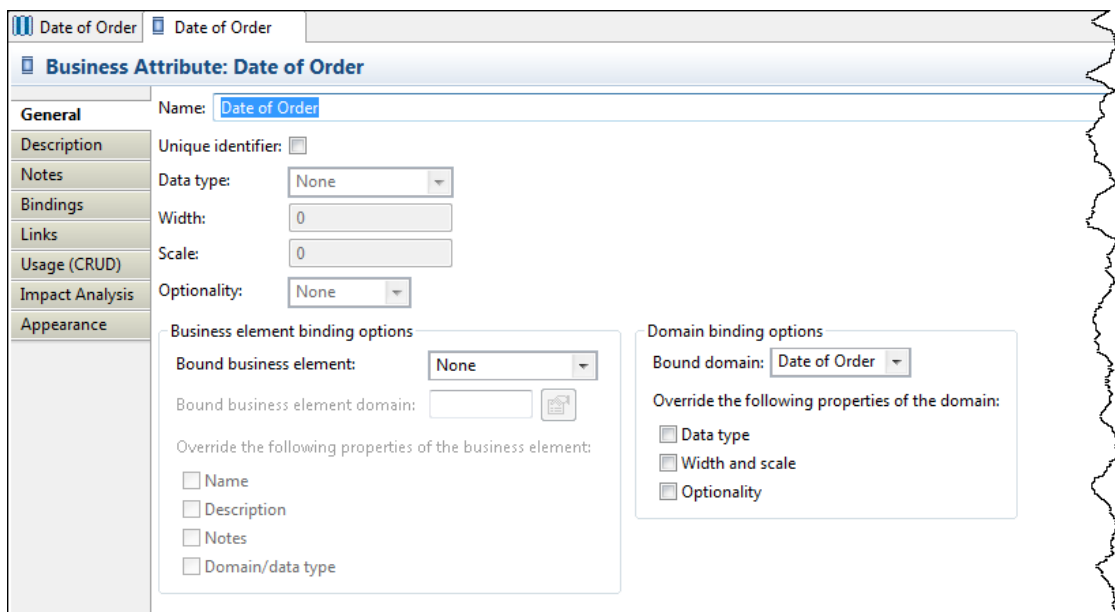 Date of Order Date of Order
Business Attribute: Date of Order
General
Description
Notes
Bindings
Links
Usage (CRUD)
Impact Analysis
Appearance
Name: Date of Order
Unique identifier:
Data type: None
Width: 0
Scale: 0
Optionality: None
Business element binding options
Bound business element: None
Bound business element domain:
Override the following properties of the business element:
Name
Description
Notes
Domain/data type
Domain binding options
Bound domain: Date of Order
Override the following properties of the domain:
Data type
Width and scale
Optionality